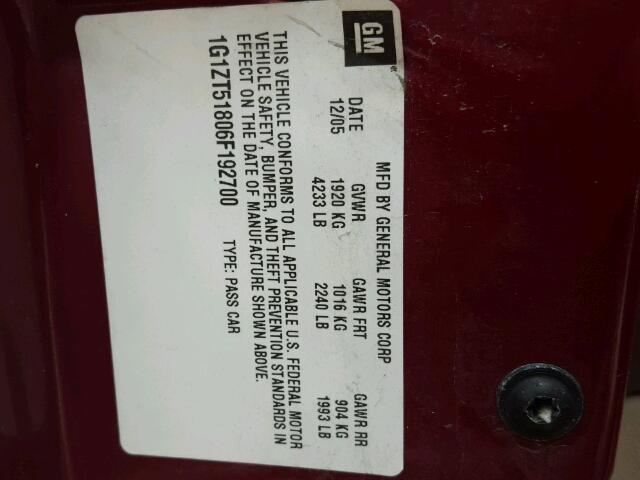 GM
MFD BY GENERAL MOTORS CORP
DATE GVWR GAWR FRT GAWR RR
12/05 1920 KG 1016 KG 904 KG
4233 LB 2240 LB 1993 LB
THIS VEHICLE CONFORMS TO ALL APPLICABLE U.S. FEDERAL MOTOR
VEHICLE SAFETY, BUMPER, AND THEFT PREVENTION STANDARDS IN
EFFECT ON THE DATE OF MANUFACTURE SHOWN ABOVE.
1G1ZT51806F192700 TYPE: PASS CAR